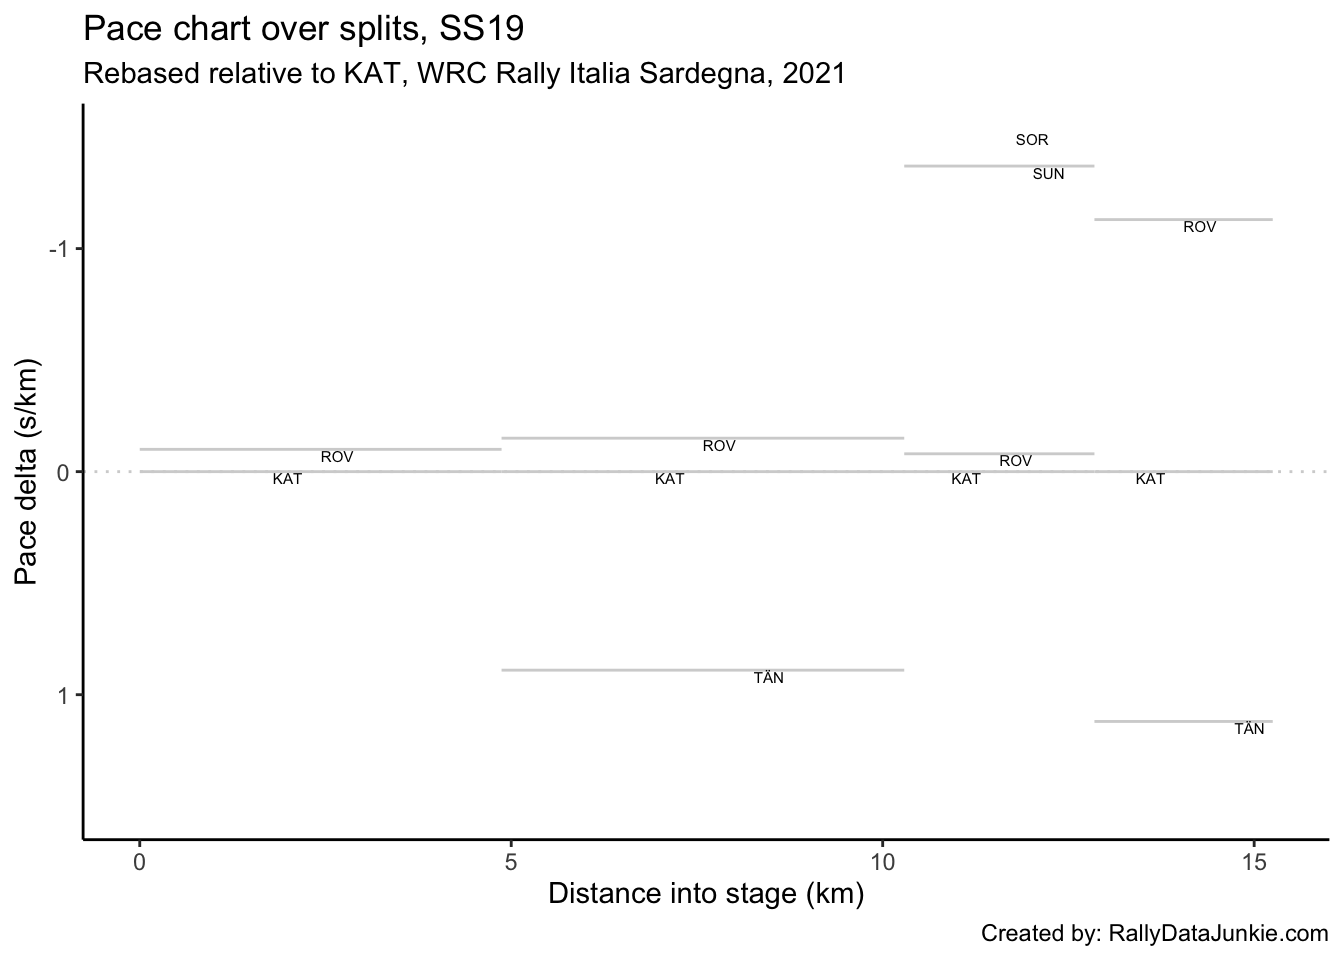 Pace chart over splits, SS19
Rebased relative to KAT, WRC Rally Italia Sardegna, 2021
SOR
SUN
ROV
-1
ROV
ROV
ROV
0
KAT
KAT
KAT
KAT
Pace delta (s/km)
TÄN
1
TÄN
0
5
10
15
Distance into stage (km)
Created by: RallyDataJunkie.com